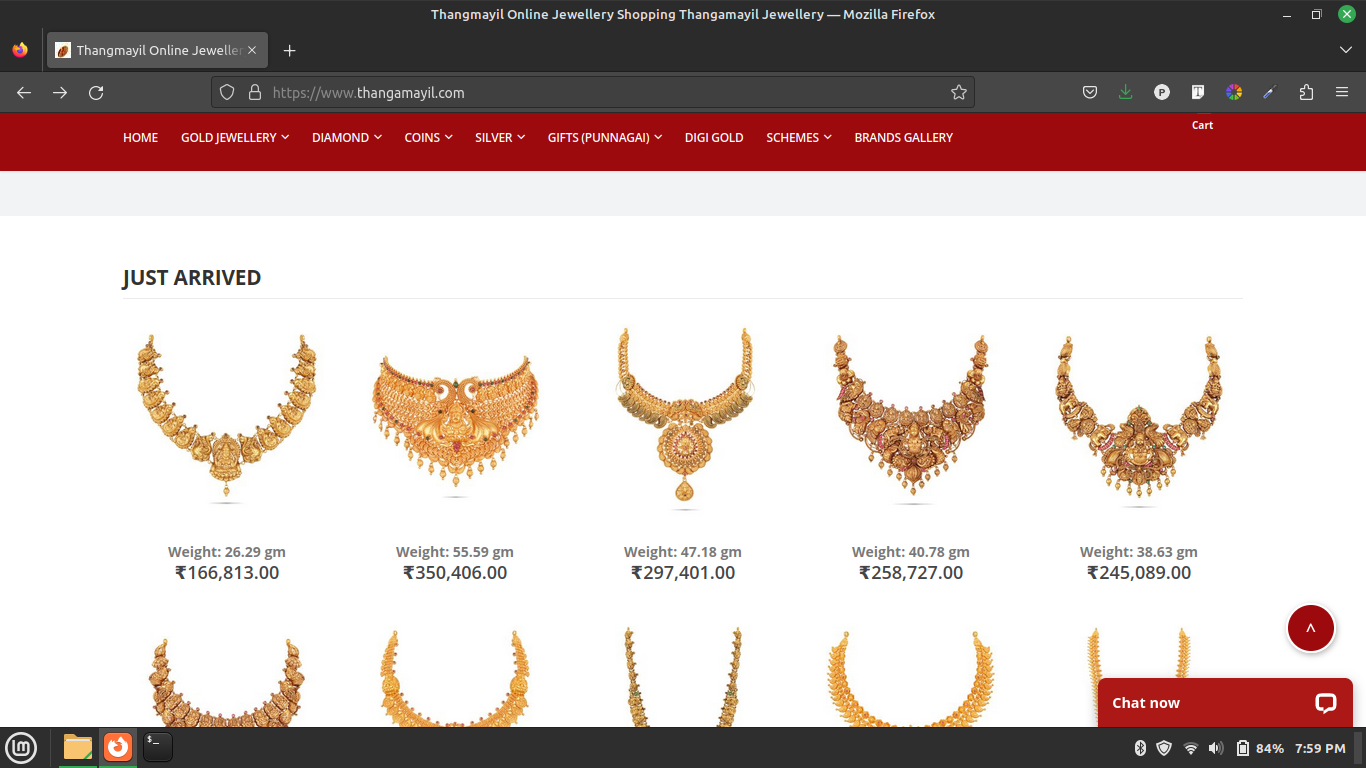 Thangmayil Online Jewellery Shopping Thangamayil Jewellery — Mozilla Firefox
Thangmayil Online Jeweller
https://www.thangamayil.com
HOME GOLD JEWELLERY DIAMOND COINS SILVER GIFTS (PUNNAGAI) DIGI GOLD SCHEMES BRANDS GALLERY Cart
JUST ARRIVED
Weight: 26.29 gm Weight: 55.59 gm Weight: 47.18 gm Weight: 40.78 gm Weight: 38.63 gm
₹166,813.00 ₹350,406.00 ₹297,401.00 ₹258,727.00 ₹245,089.00
Chat now
84% 7:59 PM